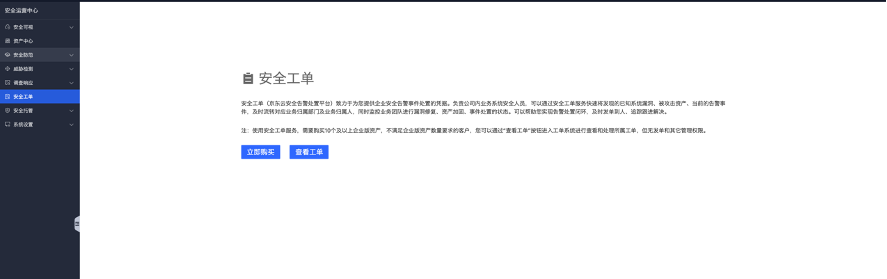 安全运营中心
安全可视
资产中心
安全防范
威胁检测
调查响应
安全工单
安全托管
系统设置
安全工单
安全工单（京东云安全告警处置平台）致力于为您提供企业安全告警事件处置的凭据。负责公司内业务系统安全人员，可以通过安全工单服务快速将发现的已知系统漏洞、被攻击资产、当前的告警事
件，及时流转对应业务归属部门及业务归属人，同时监控业务团队进行漏洞修复、资产加固、事件处置的状态。可以帮助您实现告警处置闭环，及时发单到人、追踪跟进解决。
注：使用安全工单服务，需要购买10个及以上企业版资产，不满足企业版资产数量要求的客户，您可以通过“查看工单”按钮进入工单系统进行查看和处理所属工单，但无发单和其它管理权限。
立即购买
查看工单